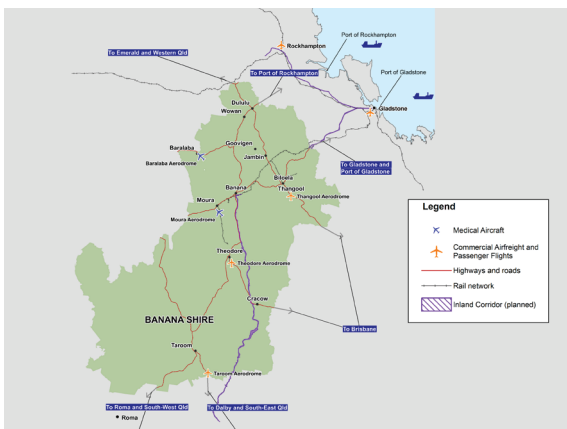 Port of Rockhampton
Rockhampton
To Emerald and Western Qld
To Port of Rockhampton
Port of Gladstone
Dululu
Gladstone
Wowan
Goovigen
Baralaba
Jambin
Baralaba Aerodrome
To Gladstone and
Port of Gladstone
Biloela
Thangool
Banana
Thangool Aerodrome
Moura
Moura Aerodrome
Legend
Medical Aircraft
Commercial Airfreight and
Passenger Flights
Highways and roads
Rail network
Inland Corridor (planned)
Theodore
Theodore Aerodrome
Cracow
BANANA SHIRE
To Brisbane
Taroom
Taroom Aerodrome
To Roma and South-West Qld
To Dalby and South-East Qld
Roma